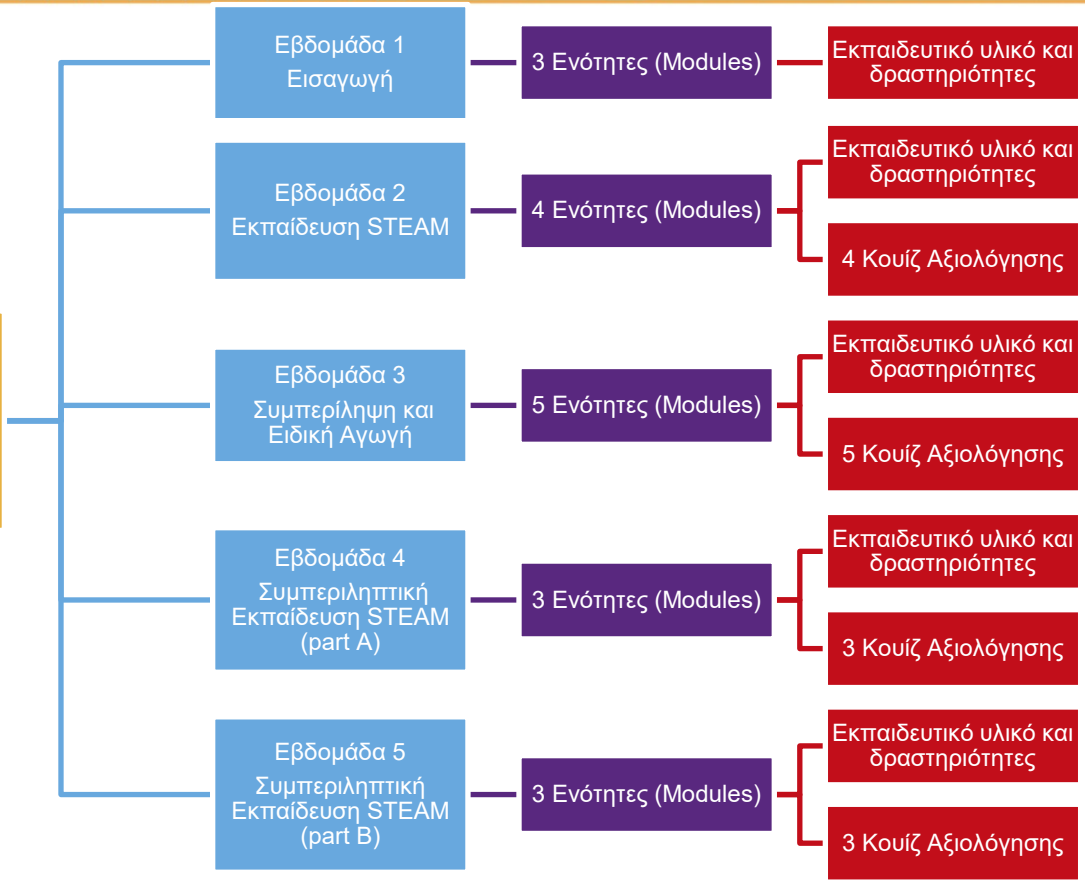 Εβδομάδα 1
Εισαγωγή
3 Ενότητες (Modules)
Εκπαιδευτικό υλικό και
δραστηριότητες
Εβδομάδα 2
Εκπαίδευση STEAM
4 Ενότητες (Modules)
Εκπαιδευτικό υλικό και
δραστηριότητες
4 Κουίζ Αξιολόγησης
Εβδομάδα 3
Συμπερίληψη και
Ειδική Αγωγή
5 Ενότητες (Modules)
Εκπαιδευτικό υλικό και
δραστηριότητες
5 Κουίζ Αξιολόγησης
Εβδομάδα 4
Συμπεριληπτική
Εκπαίδευση STEAM
(part A)
3 Ενότητες (Modules)
Εκπαιδευτικό υλικό και
δραστηριότητες
3 Κουίζ Αξιολόγησης
Εβδομάδα 5
Συμπεριληπτική
Εκπαίδευση STEAM
(part B)
3 Ενότητες (Modules)
Εκπαιδευτικό υλικό και
δραστηριότητες
3 Κουίζ Αξιολόγησης